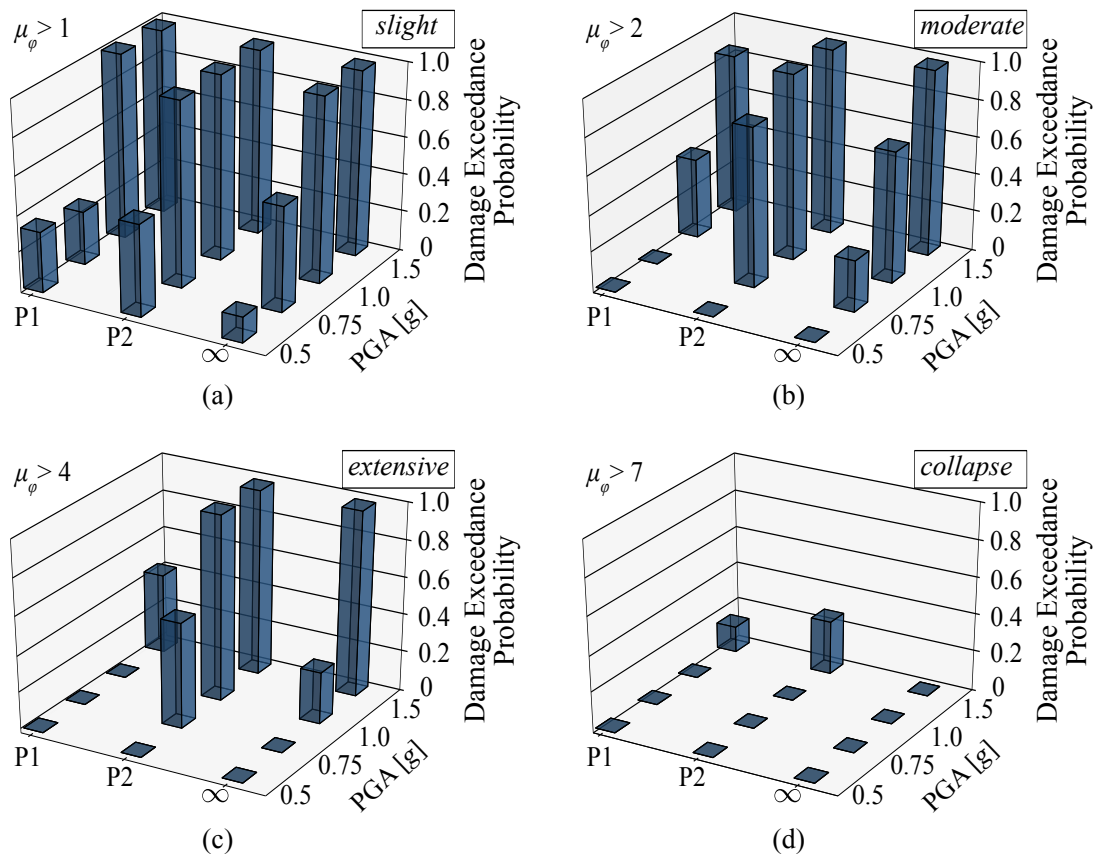 μφ > 1
slight
1.0
0.8
0.6
0.4
0.2
0
Damage Exceedance
Probability
P1
P2
∞
0.5
0.75
1.0
1.5
PGA [g]
(a)
μφ > 2
moderate
1.0
0.8
0.6
0.4
0.2
0
Damage Exceedance
Probability
P1
P2
∞
0.5
0.75
1.0
1.5
PGA [g]
(b)
μφ > 4
extensive
1.0
0.8
0.6
0.4
0.2
0
Damage Exceedance
Probability
P1
P2
∞
0.5
0.75
1.0
1.5
PGA [g]
(c)
μφ > 7
collapse
1.0
0.8
0.6
0.4
0.2
0
Damage Exceedance
Probability
P1
P2
∞
0.5
0.75
1.0
1.5
PGA [g]
(d)